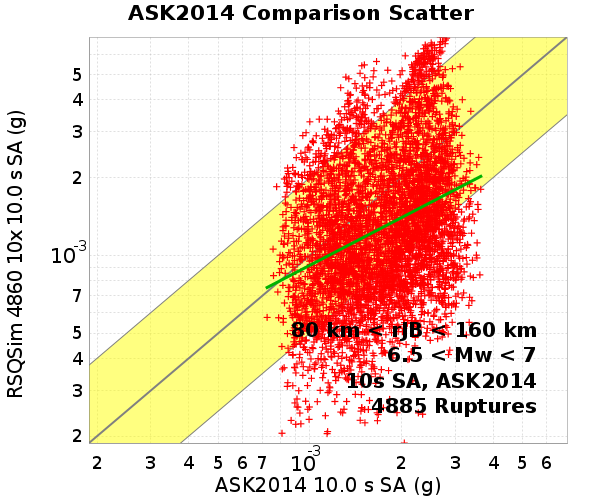 ASK2014 Comparison Scatter
RSQSim 4860 10x 10.0 s SA (g)
5
4
3
2
10-3
7
5
4
3
2
80 km < rJB < 160 km
6.5 < Mw < 7
10s SA, ASK2014
4885 Ruptures
2 3 4 5 6 7 10-3 2 3 4 5 6
ASK2014 10.0 s SA (g)